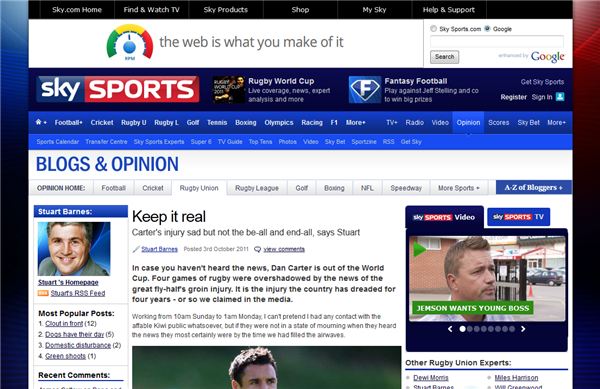 Sky.com Home Find & Watch TV Sky Products Shop My Sky Help & Support
RPM
the web is what you make of it
Sky Sports.com Google
Search
enhanced by Google
sky SPORTS
RUGBY WORLD CUP 2011
Rugby World Cup
Live coverage, news, expert
analysis and more
Fantasy Football
Play against Jeff Stelling and co
to win big prizes
Get Sky Sports
Register Sign In
Football+ Cricket Rugby U Rugby L Golf Tennis Boxing Olympics Racing F1 More+ TV+ Radio Video Opinion Scores Sky Bet More+
Sports Calendar Transfer Centre Sky Sports Experts Super 6 TV Guide Top Tens Photos Video Sky Bet Sportzine RSS Get Sky
BLOGS & OPINION
OPINION HOME: Football Cricket Rugby Union Rugby League Golf Boxing NFL Speedway More Sports + A-Z of Bloggers +
Stuart Barnes:
Stuart 's Homepage
Stuart's RSS Feed
Most Popular Posts:
1. Clout in front (12)
2. Dogs have their day (5)
3. Domestic disturbance (2)
4. Green shoots (1)
Recent Comments:
Keep it real
Carter's injury sad but not the be-all and end-all, says Stuart
Stuart Barnes Posted 3rd October 2011 view comments
In case you haven't heard the news, Dan Carter is out of the World
Cup. Four games of rugby were overshadowed by the news of the
great fly-half's groin injury. It is the injury the country has dreaded for
four years - or so we claimed in the media.
Working from 10am Sunday to 1am Monday, I can't pretend I had any contact with the
affable Kiwi public whatsoever, but if they were not in a state of mourning when they heard
the news they most certainly were by the time we had filled the airwaves.
sky SPORTS Video
sky SPORTS TV
JEMSON WANTS YOUNG BOSS
Other Rugby Union Experts:
Dewi Morris Miles Harrison
Stuart Barnes Will Greenwood